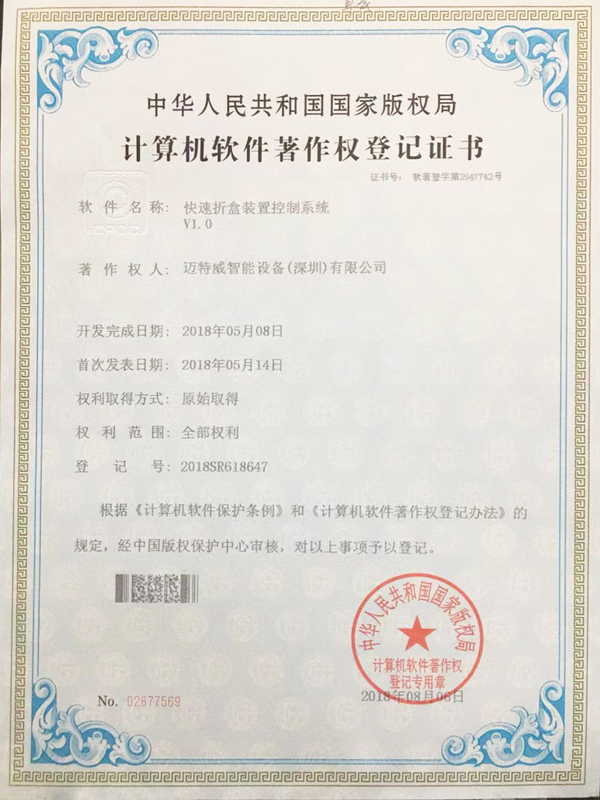 中华人民共和国国家版权局
计算机软件著作权登记证书
证书号: 软著登字第2947742号
软件名称: 快速折盒装置控制系统
V1.0
著作权人: 迈特威智能设备(深圳)有限公司
开发完成日期: 2018年05月08日
首次发表日期: 2018年05月14日
权利取得方式: 原始取得
权利范围: 全部权利
登记号: 2018SR618647
根据《计算机软件保护条例》和《计算机软件著作权登记办法》的
规定，经中国版权保护中心审核，对以上事项予以登记。
中华人民共和国国家版权局
计算机软件著作权
登记专用章
2018年08月06日
No. 02877569
CPCC